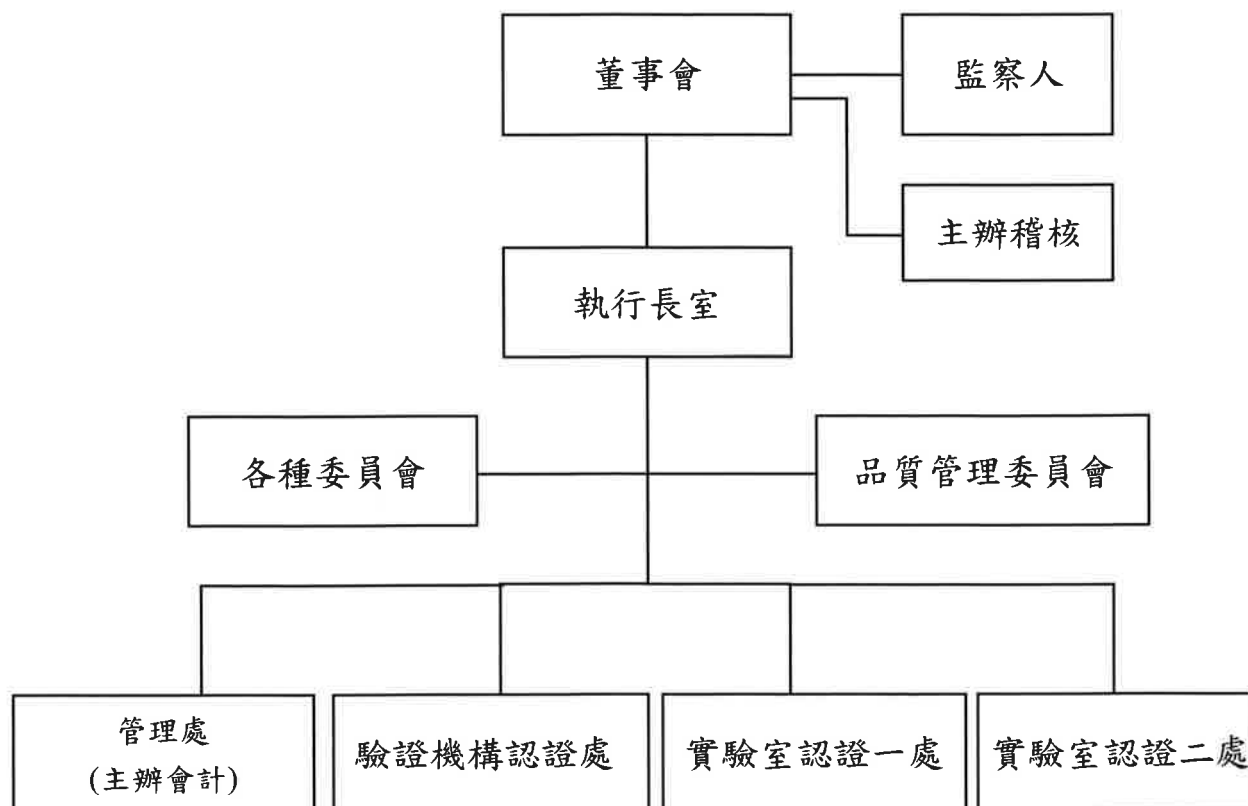 董事會
監察人
主辦稽核
執行長室
各種委員會
品質管理委員會
管理處
(主辦會計)
驗證機構認證處
實驗室認證一處
實驗室認證二處